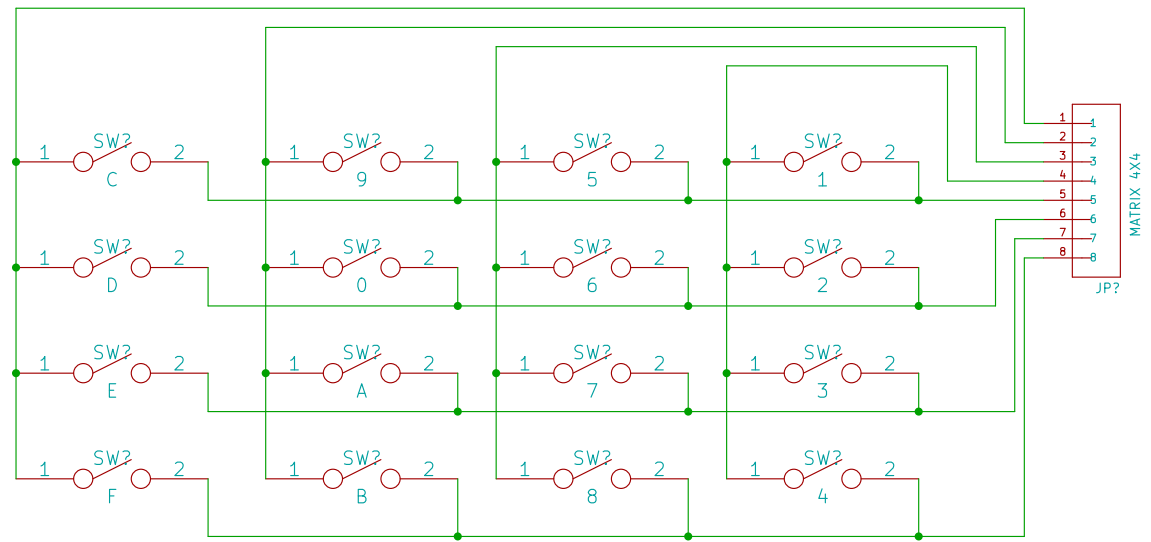 SW? SW? SW? SW?
1 2 1 2 1 2 1 2
C 9 5 1
SW? SW? SW? SW?
1 2 1 2 1 2 1 2
D 0 6 2
SW? SW? SW? SW?
1 2 1 2 1 2 1 2
E A 7 3
SW? SW? SW? SW?
1 2 1 2 1 2 1 2
F B 8 4
1 1
2 2
3 3
4 4
5 5
6 6
7 7
8 8
MATRIX 4X4
JP?